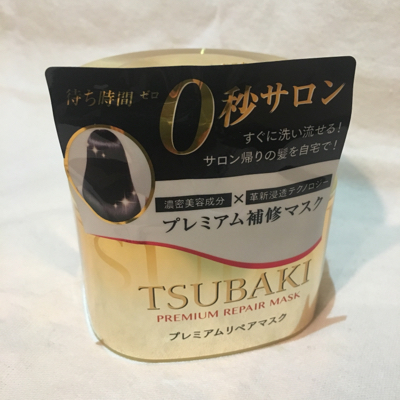 待ち時間 ゼロ
0秒サロン
すぐに洗い流せる!
サロン帰りの髪を自宅で!
濃密美容成分 × 革新浸透テクノロジー
プレミアム補修マスク
TSUBAKI
PREMIUM REPAIR MASK
プレミアムリペアマスク